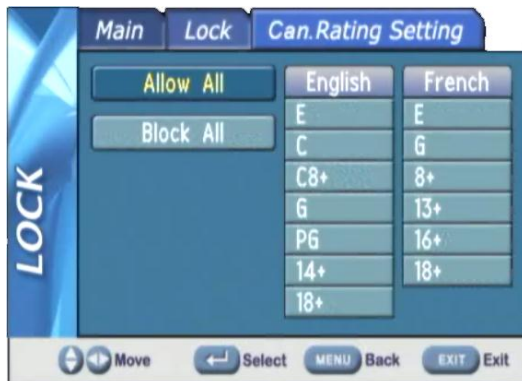 Main Lock Can.Rating Setting
LOCK
Allow All
Block All
English
E
C
C8+
G
PG
14+
18+
French
E
G
8+
13+
16+
18+
Move Select MENU Back EXIT Exit